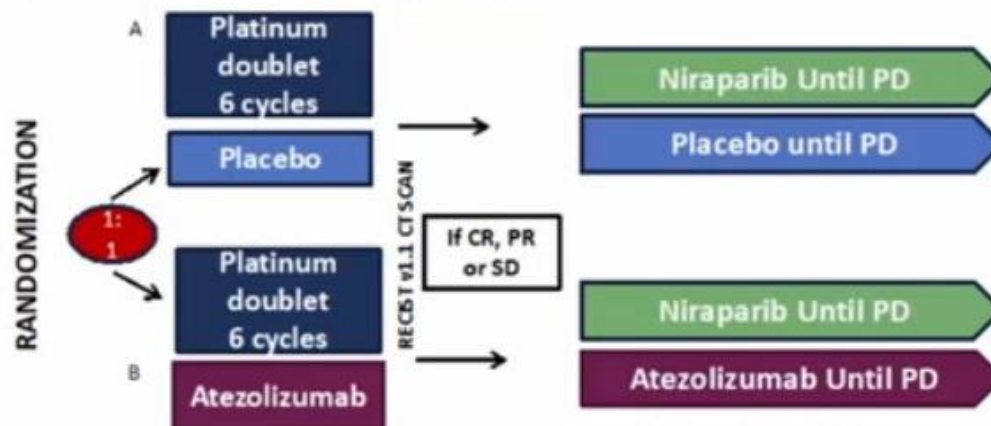 RANDOMIZATION
1:
1
A
Platinum
doublet
6 cycles
Placebo
B
Platinum
doublet
6 cycles
Atezolizumab
RECIST v1.1 CT SCAN
If CR, PR
or SD
Niraparib Until PD
Placebo until PD
Niraparib Until PD
Atezolizumab Until PD